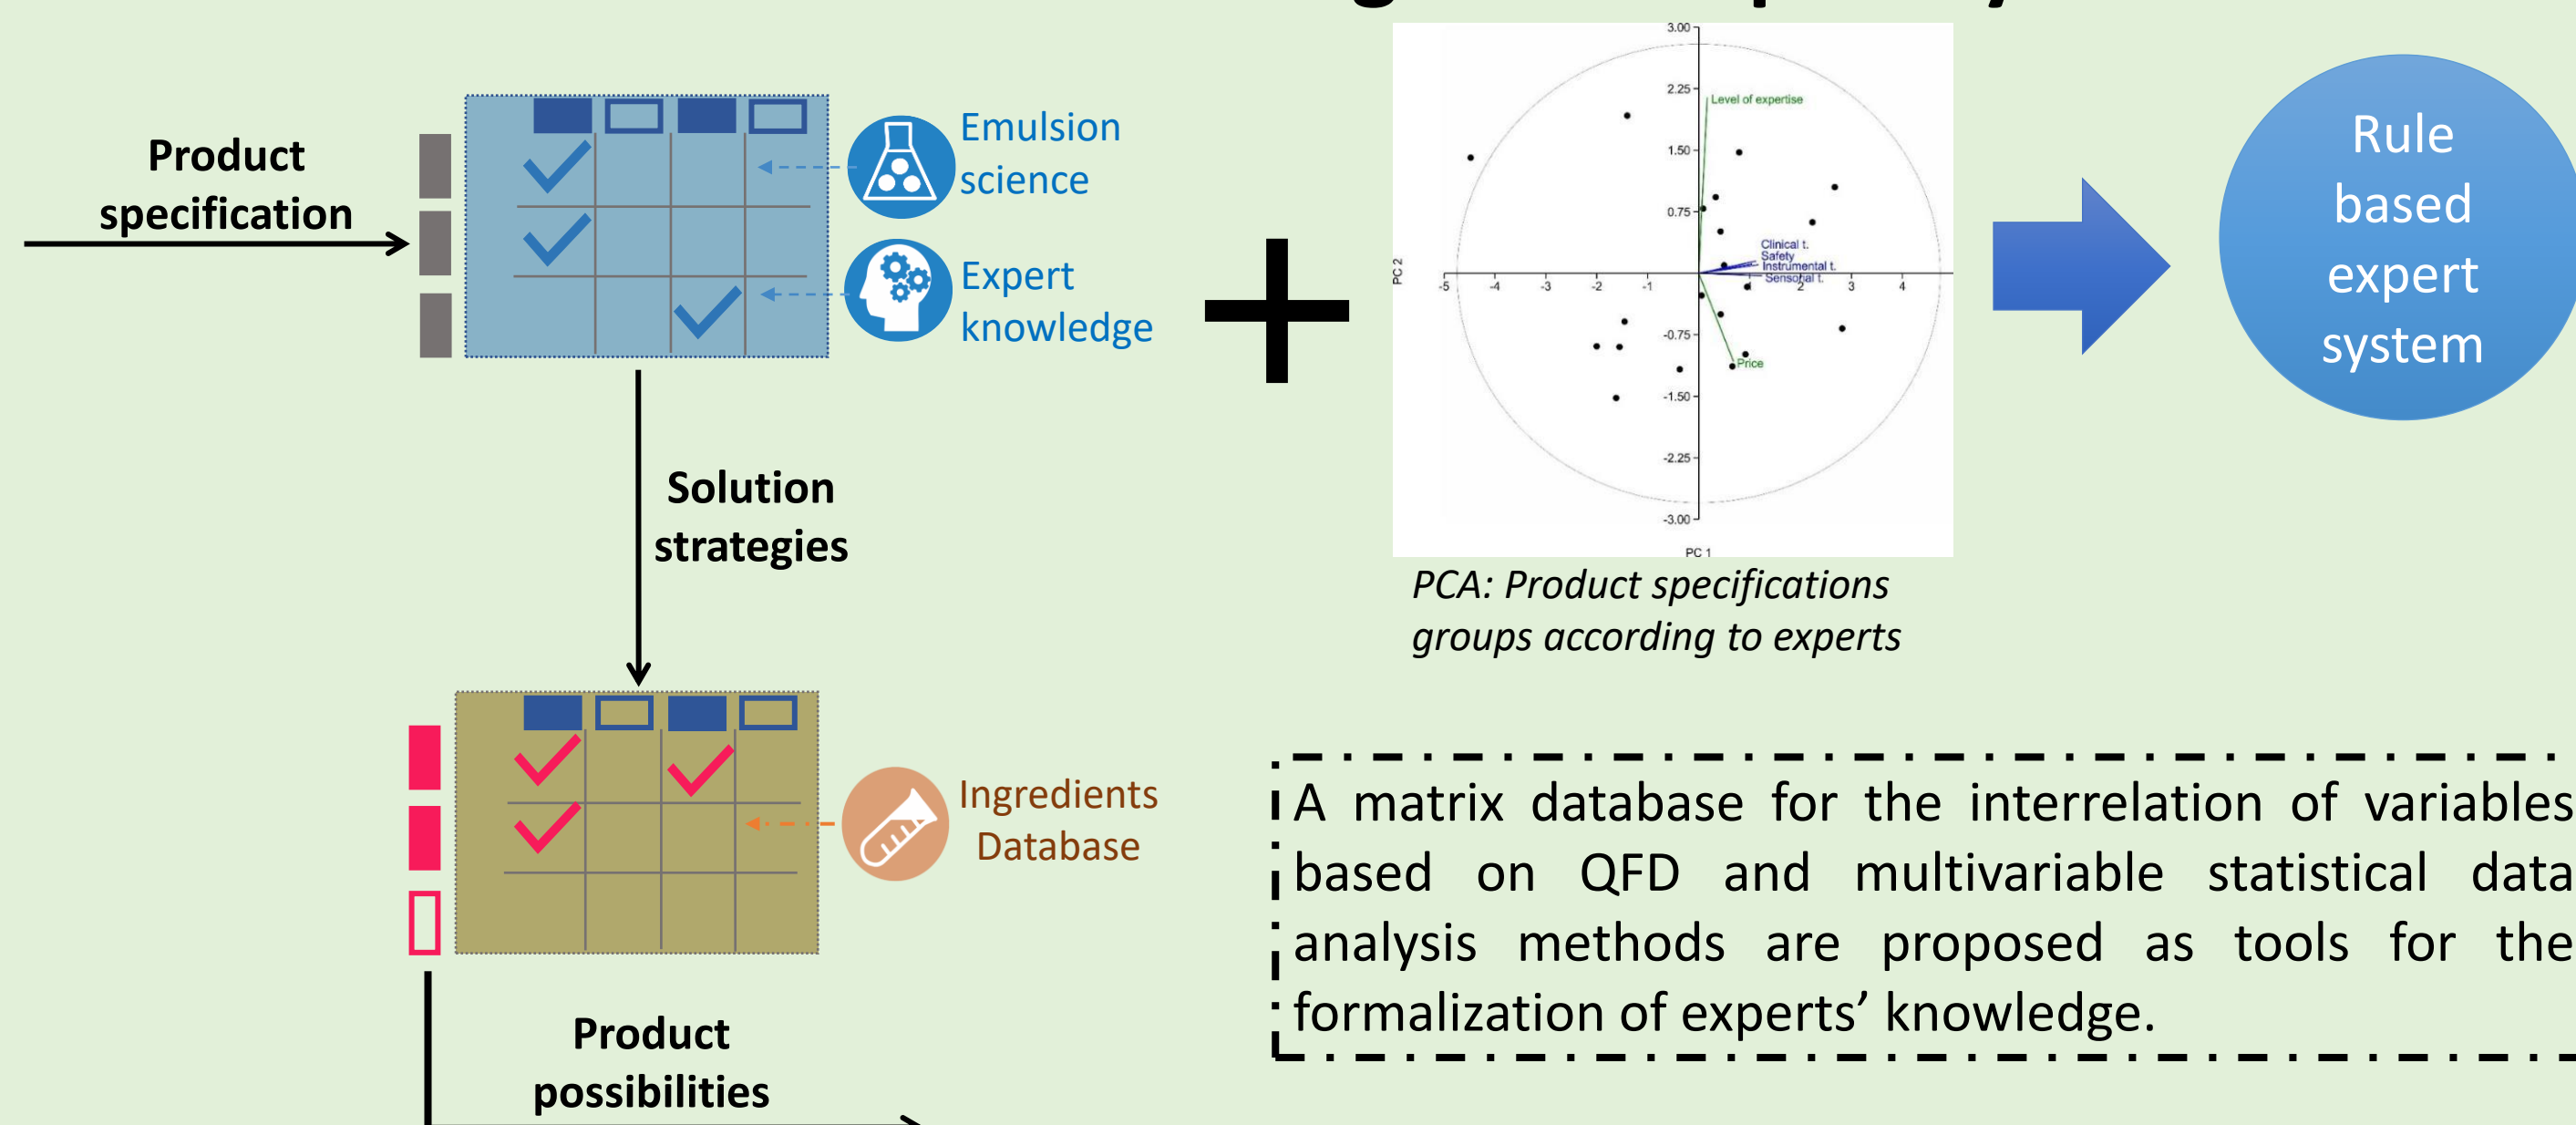 Product
specification
Emulsion
science
Expert
knowledge
Solution
strategies
Ingredients
Database
Product
possibilities
3.00
2.25
1.50
0.75
-0.75
-1.50
-2.25
-3.00
-5 -4 -3 -2 -1 2 3 4
PC 2
PC 1
Level of expertise
Clinical t.
Safety
Instrumental t.
Sensorial t.
Price
PCA: Product specifications
groups according to experts
Rule
based
expert
system
A matrix database for the interrelation of variables
based on QFD and multivariable statistical data
analysis methods are proposed as tools for the
formalization of experts’ knowledge.